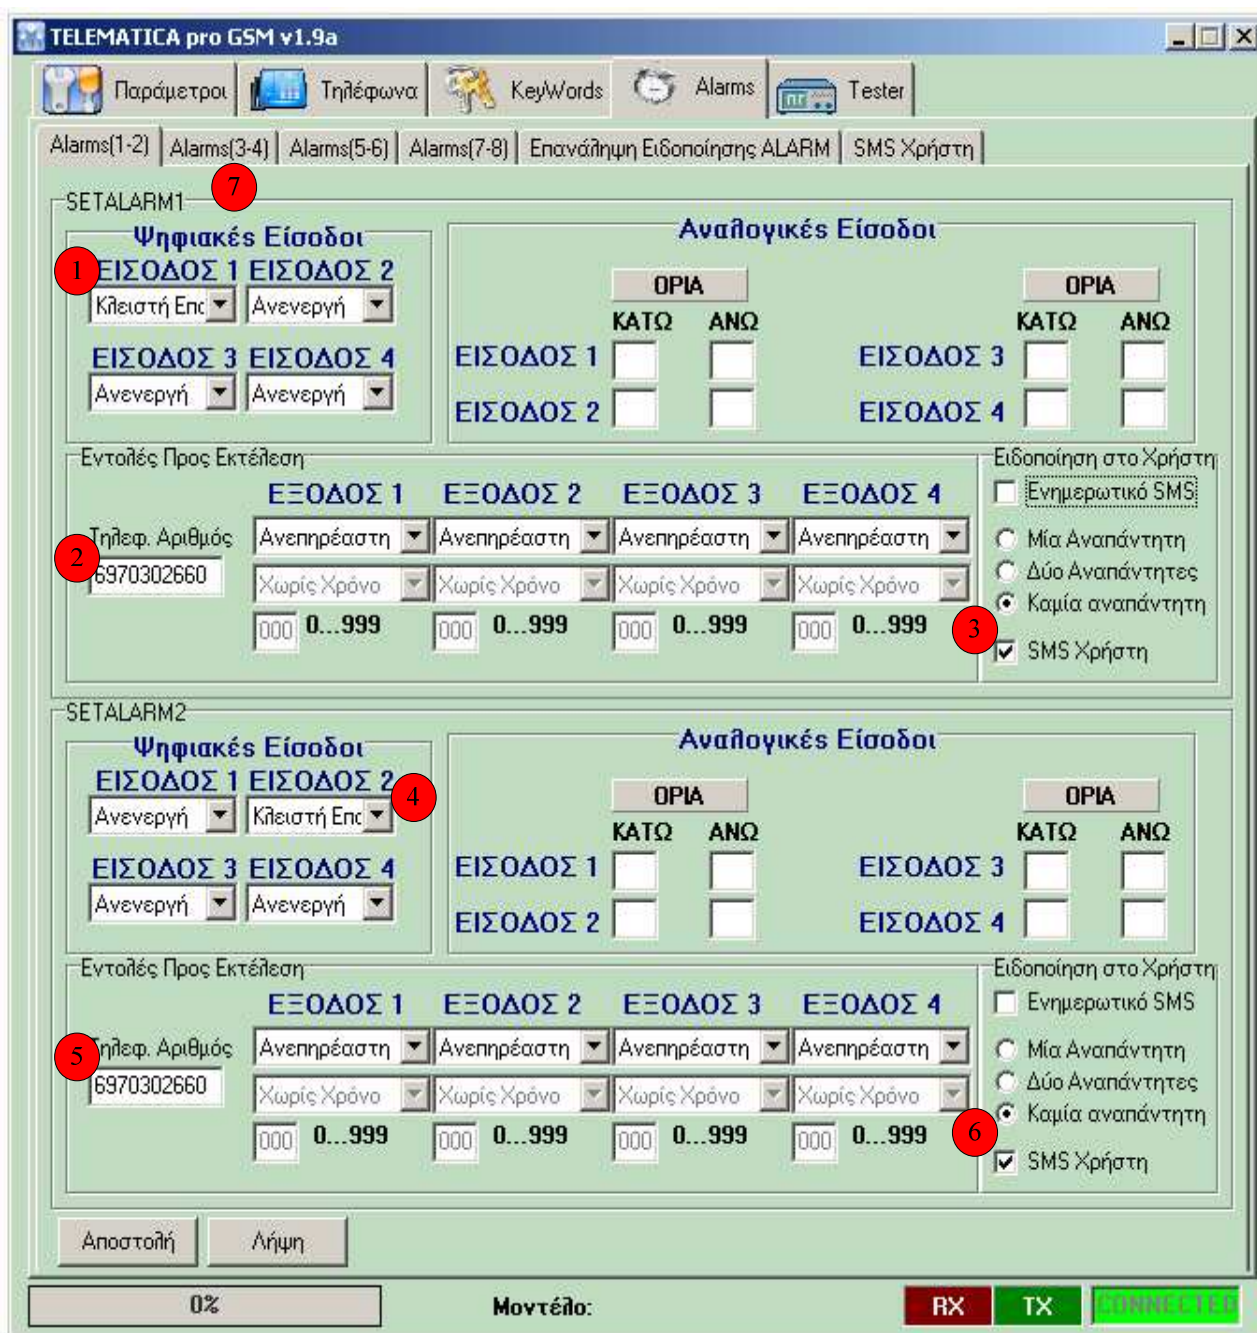 TELEMATICA pro GSM v1.9a
Παράμετροι Τηλέφωνα KeyWords Alarms Tester
Alarms(1-2) Alarms(3-4) Alarms(5-6) Alarms(7-8) Επανάληψη Ειδοποίησης ALARM SMS Χρήστη
7
SETALARM1
Ψηφιακές Είσοδοι Αναλογικές Είσοδοι
1 ΕΙΣΟΔΟΣ 1 ΕΙΣΟΔΟΣ 2 ΟΡΙΑ ΟΡΙΑ
Κλειστή Επα Ανενεργή ΚΑΤΩ ΑΝΩ ΚΑΤΩ ΑΝΩ
ΕΙΣΟΔΟΣ 3 ΕΙΣΟΔΟΣ 4 ΕΙΣΟΔΟΣ 1 ΕΙΣΟΔΟΣ 3
Ανενεργή Ανενεργή ΕΙΣΟΔΟΣ 2 ΕΙΣΟΔΟΣ 4
Εντολές Προς Εκτέλεση Ειδοποίηση στο Χρήστη
ΕΞΟΔΟΣ 1 ΕΞΟΔΟΣ 2 ΕΞΟΔΟΣ 3 ΕΞΟΔΟΣ 4 Ενημερωτικό SMS
2 Τηλεφ. Αριθμός Ανεπηρέαστη Ανεπηρέαστη Ανεπηρέαστη Ανεπηρέαστη Μία Αναπάντητη
6970302660 Χωρίς Χρόνο Χωρίς Χρόνο Χωρίς Χρόνο Χωρίς Χρόνο Δύο Αναπάντητες
Καμία αναπάντητη
000 0...999 000 0...999 000 0...999 000 0...999 3
SMS Χρήστη
SETALARM2
Ψηφιακές Είσοδοι Αναλογικές Είσοδοι
ΕΙΣΟΔΟΣ 1 ΕΙΣΟΔΟΣ 2 4 ΟΡΙΑ ΟΡΙΑ
Ανενεργή Κλειστή Επα ΚΑΤΩ ΑΝΩ ΚΑΤΩ ΑΝΩ
ΕΙΣΟΔΟΣ 3 ΕΙΣΟΔΟΣ 4 ΕΙΣΟΔΟΣ 1 ΕΙΣΟΔΟΣ 3
Ανενεργή Ανενεργή ΕΙΣΟΔΟΣ 2 ΕΙΣΟΔΟΣ 4
Εντολές Προς Εκτέλεση Ειδοποίηση στο Χρήστη
ΕΞΟΔΟΣ 1 ΕΞΟΔΟΣ 2 ΕΞΟΔΟΣ 3 ΕΞΟΔΟΣ 4 Ενημερωτικό SMS
5 Τηλεφ. Αριθμός Ανεπηρέαστη Ανεπηρέαστη Ανεπηρέαστη Ανεπηρέαστη Μία Αναπάντητη
6970302660 Χωρίς Χρόνο Χωρίς Χρόνο Χωρίς Χρόνο Χωρίς Χρόνο Δύο Αναπάντητες
Καμία αναπάντητη
000 0...999 000 0...999 000 0...999 000 0...999 6
SMS Χρήστη
Αποστολή Λήψη
0% Μοντέλο: RX TX CONNECTED